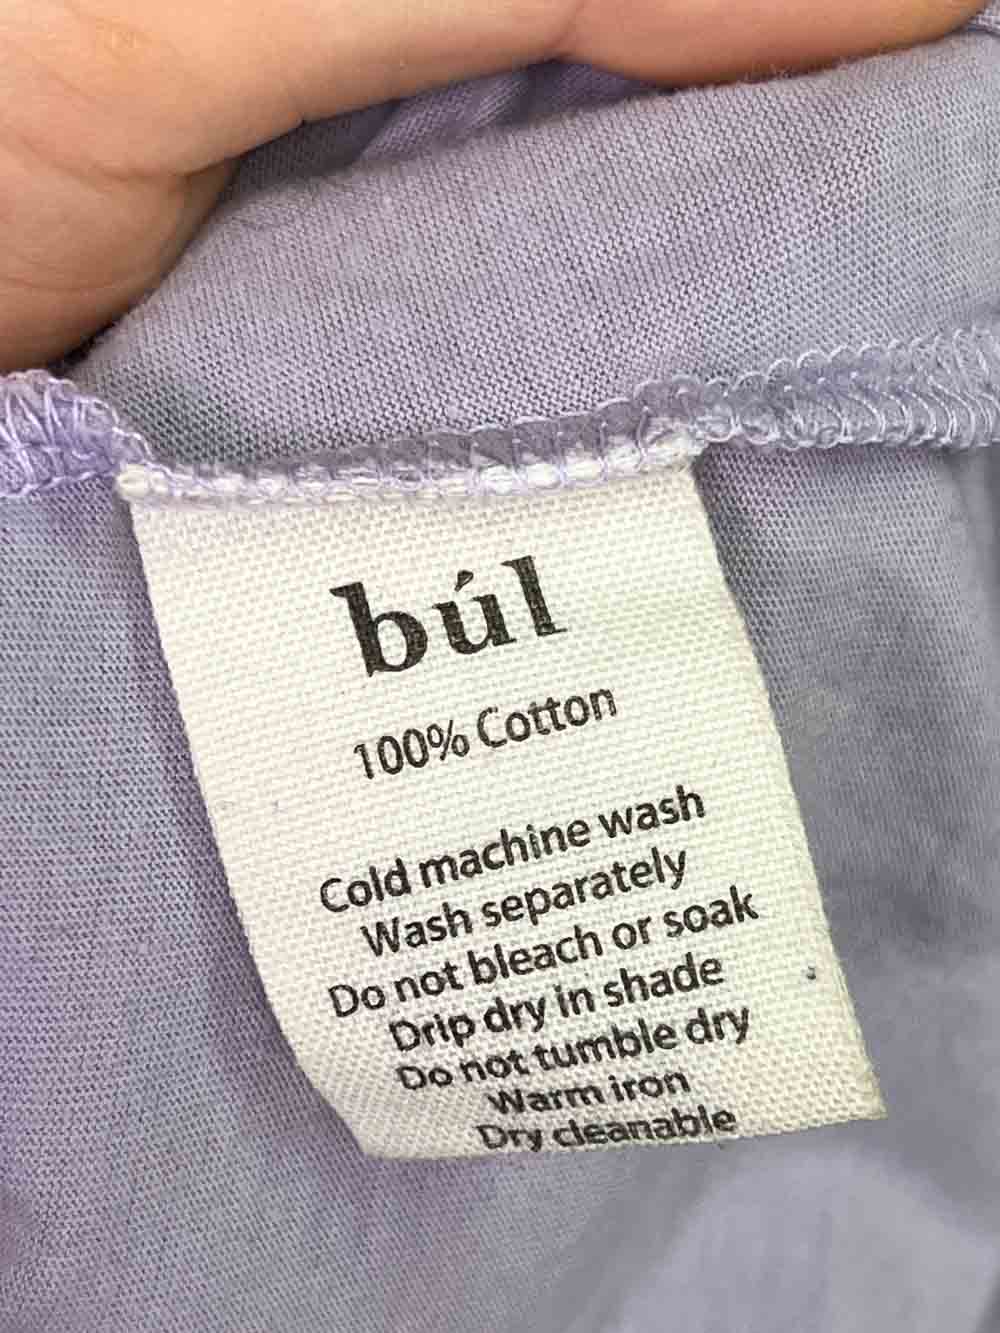 búl
100% Cotton
Cold machine wash
Wash separately
Do not bleach or soak
Drip dry in shade
Do not tumble dry
Warm iron
Dry cleanable